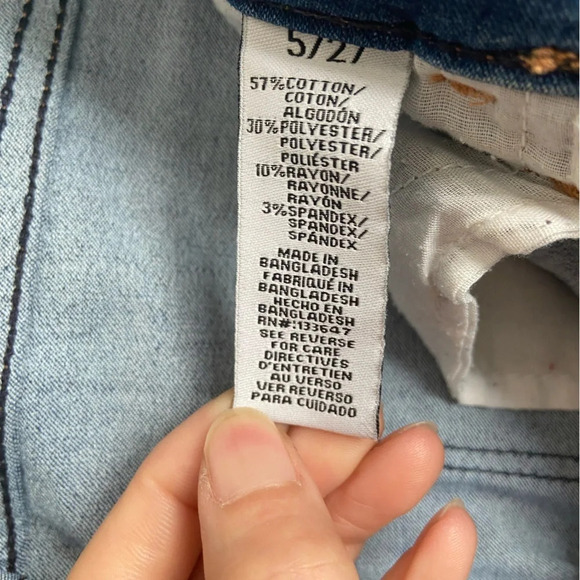 5/27
57%COTTON/
COTON/
ALGODÓN
30%POLYESTER/
POLYESTER/
POLIÉSTER
10%RAYON/
RAYONNE/
RAYÓN
3%SPANDEX/
SPANDEX/
SPÁNDEX
MADE IN
BANGLADESH
FABRIQUÉ IN
BANGLADESH
HECHO EN
BANGLADESH
RN#:133647
SEE REVERSE
FOR CARE
DIRECTIVES
D'ENTRETIEN
AU VERSO
VER REVERSO
PARA CUIDADO